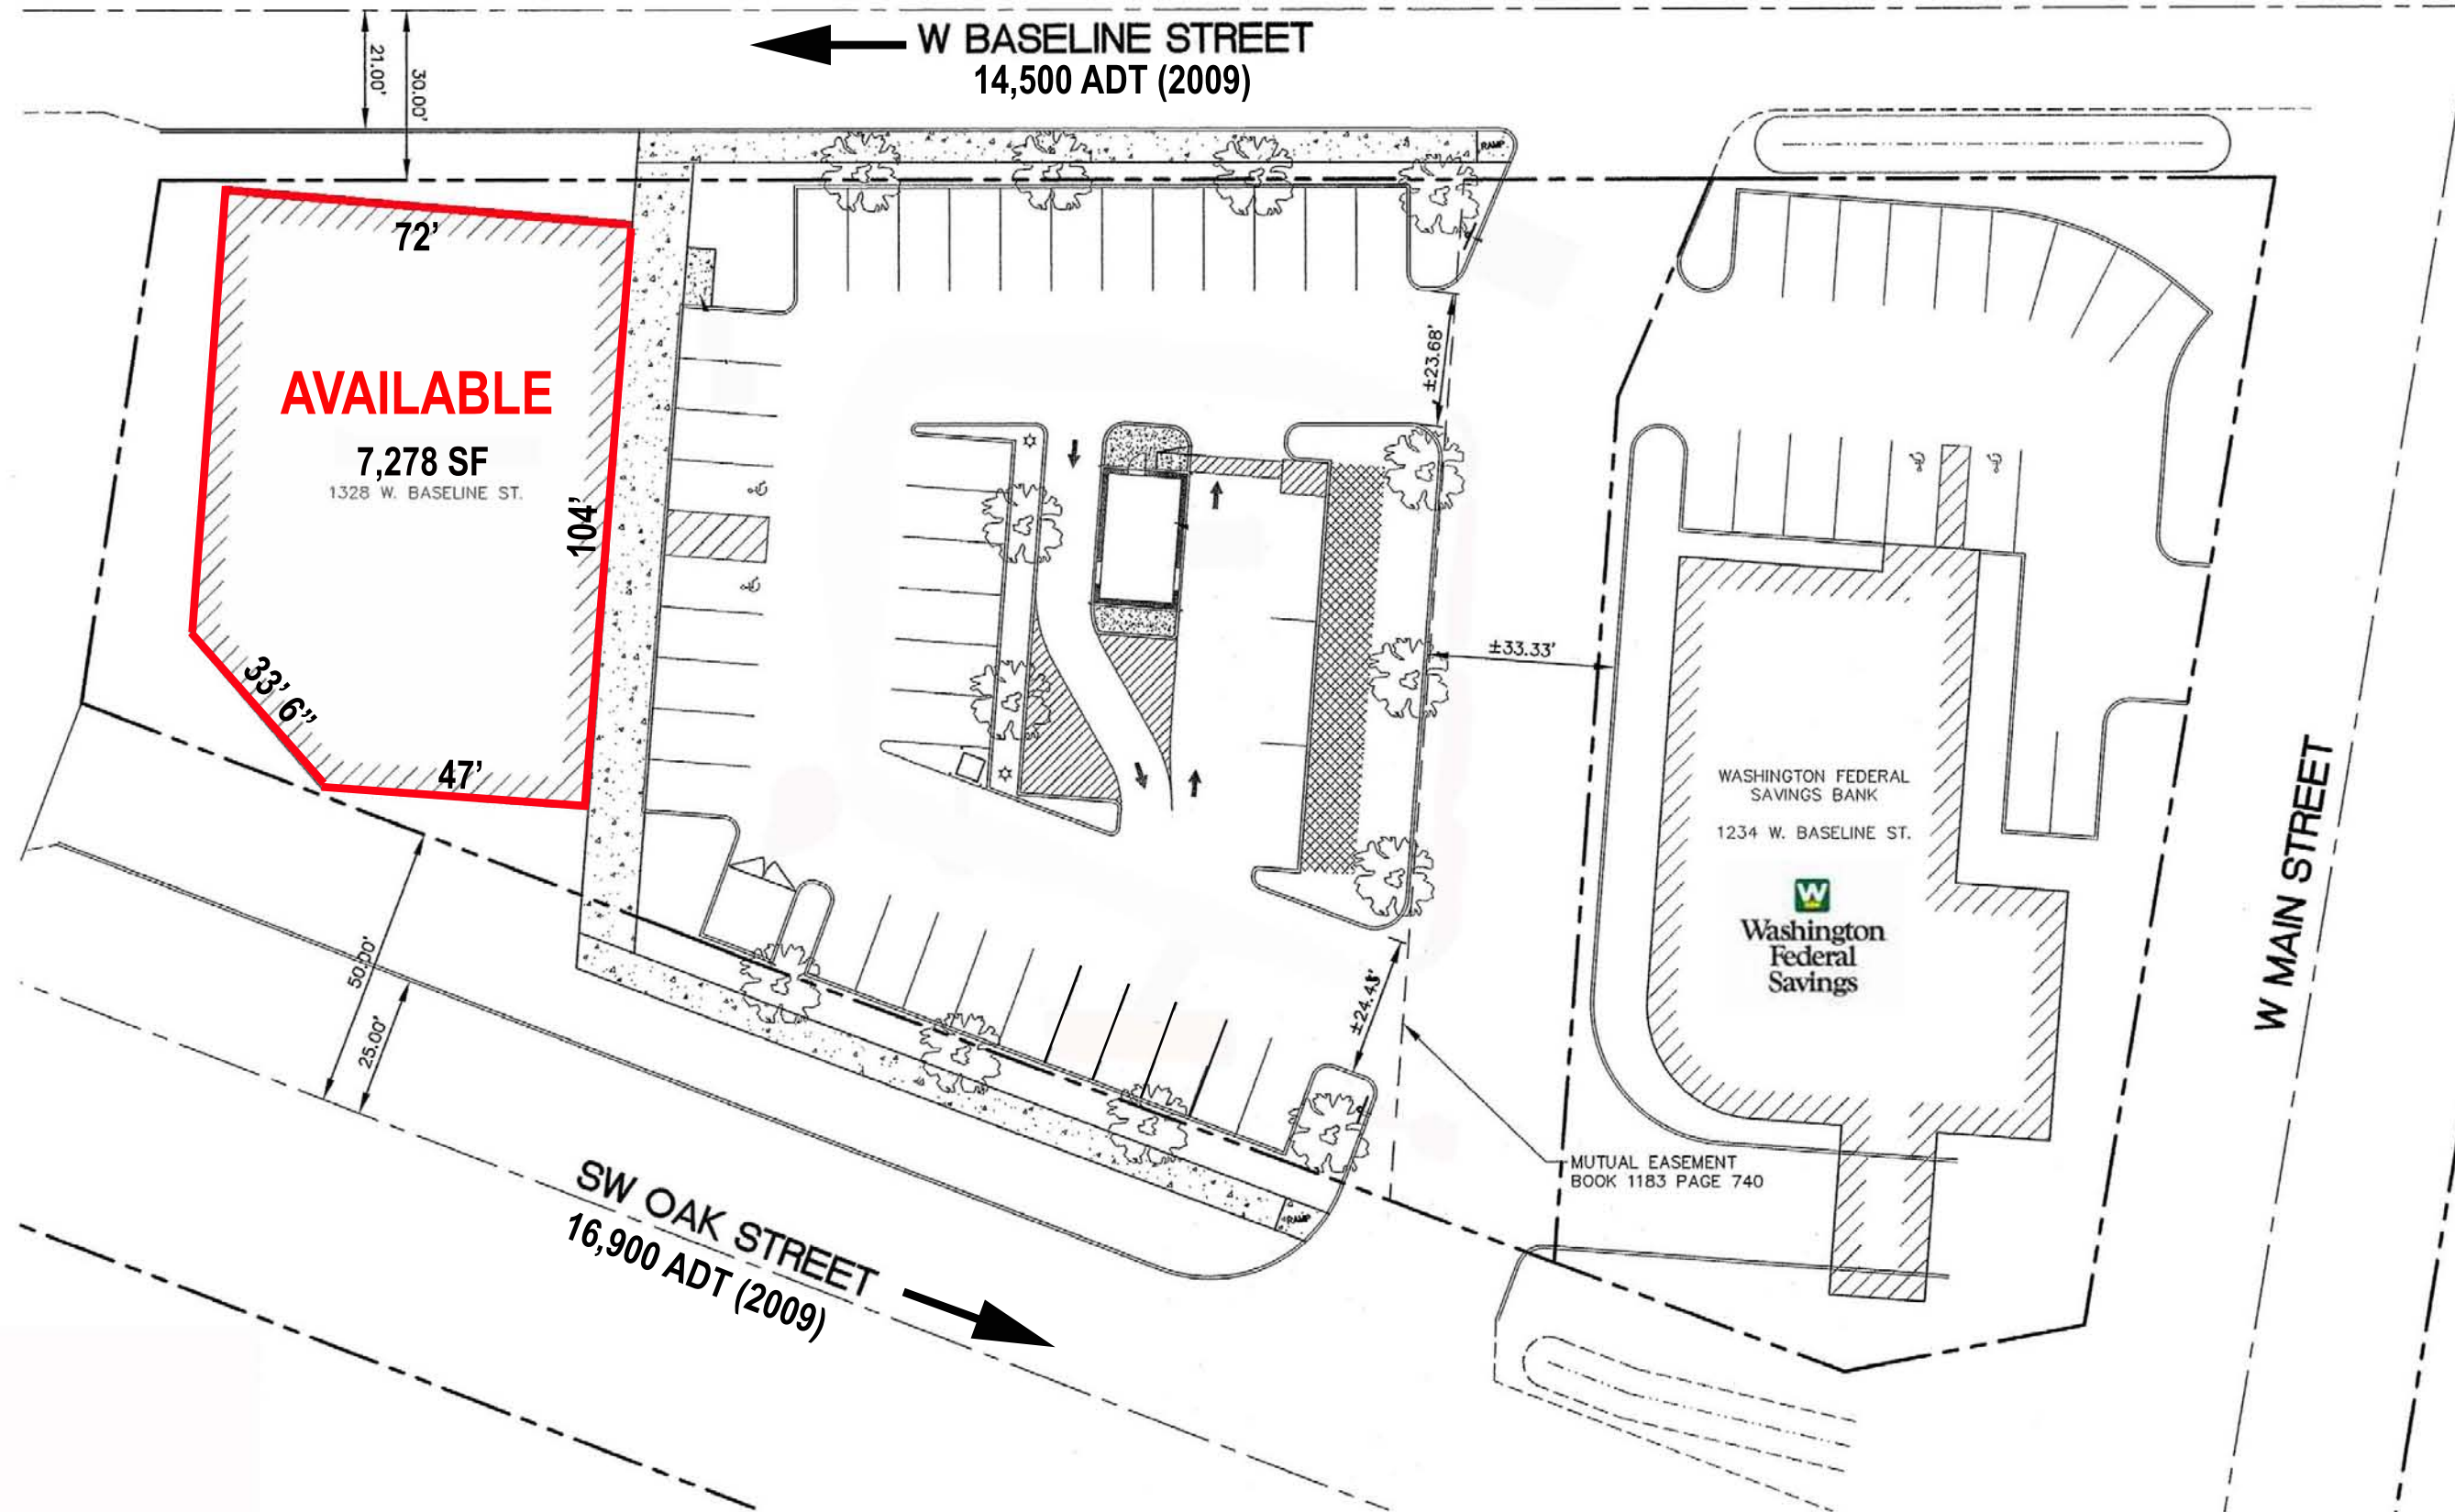 W BASELINE STREET
14,500 ADT (2009)
21.00'
30.00'
RAMP
72'
AVAILABLE
7,278 SF
1328 W. BASELINE ST.
104'
33' 6"
47'
±23.68'
±33.33'
WASHINGTON FEDERAL
SAVINGS BANK
1234 W. BASELINE ST.
W
Washington
Federal
Savings
W MAIN STREET
50.00'
25.00'
±24.43'
MUTUAL EASEMENT
BOOK 1183 PAGE 740
RAMP
SW OAK STREET
16,900 ADT (2009)